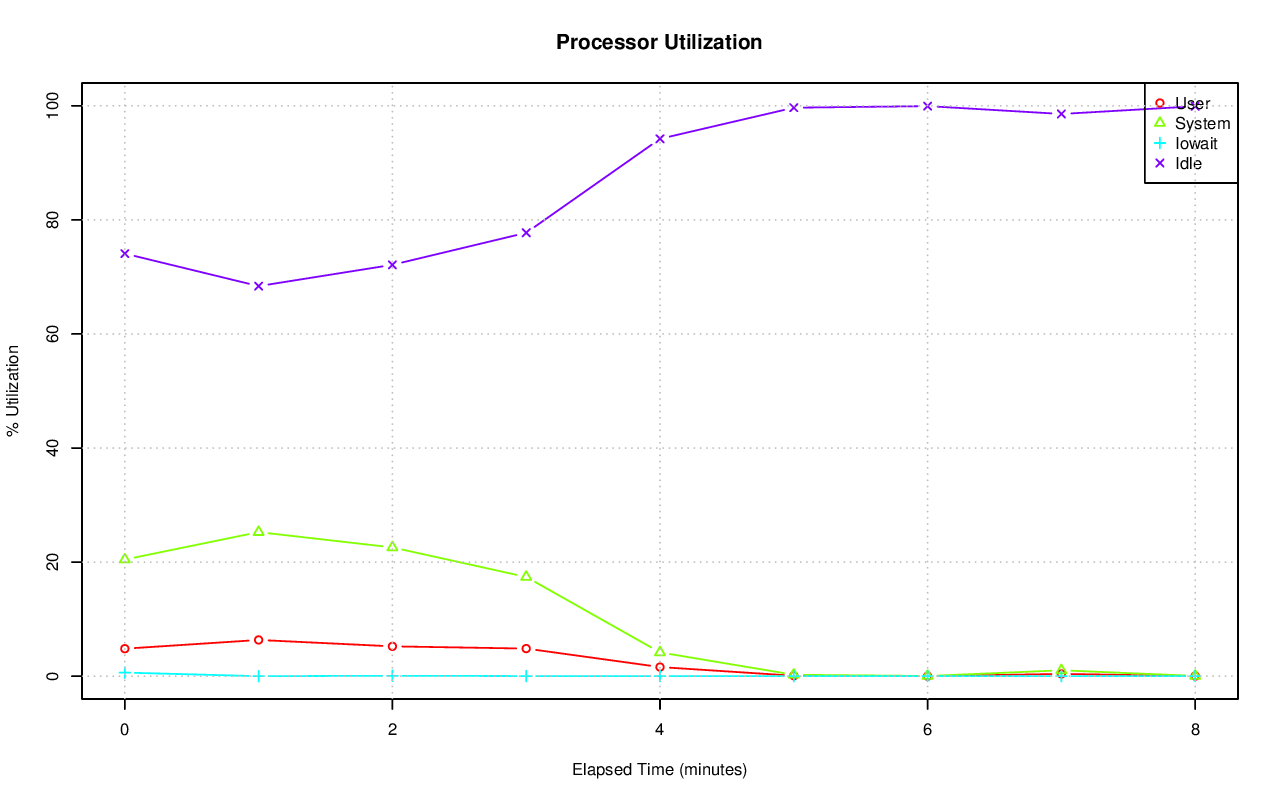 Processor Utilization
100
80
60
40
20
0
% Utilization
User
System
Iowait
Idle
0 2 4 6 8
Elapsed Time (minutes)